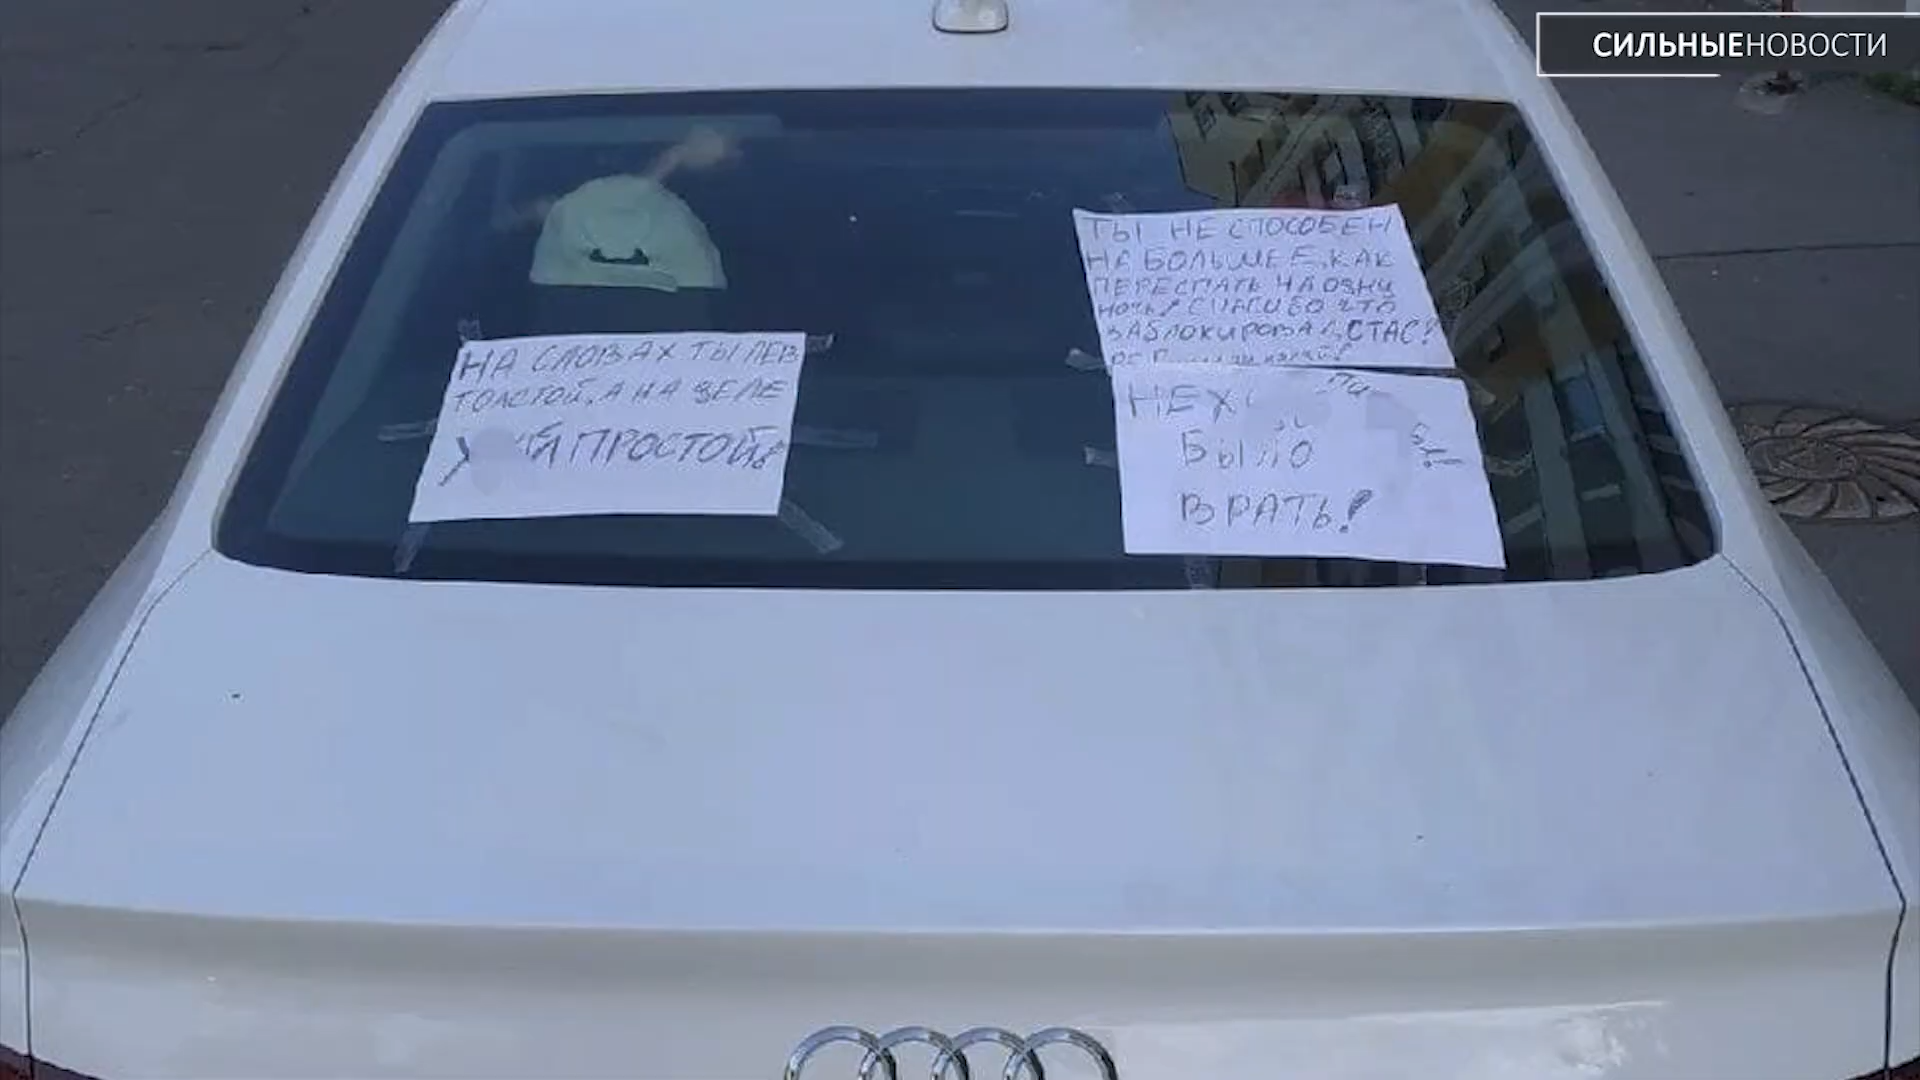 СИЛЬНЫЕНОВОСТИ
НА СЛОВАХ ТЫ ЛЕВ
ТОЛСТОЙ, А НА ДЕЛЕ
ПРОСТОЙ!
ТЫ НЕ СПОСОБЕН
НА БОЛЬШЕЕ, КАК
ПЕРЕСПАТЬ НА ОДНУ
НОЧЬ! СПАСИБО ЧТО
ЗАБЛОКИРОВАЛ, СТАС!
БЫЛО
ВРАТЬ!